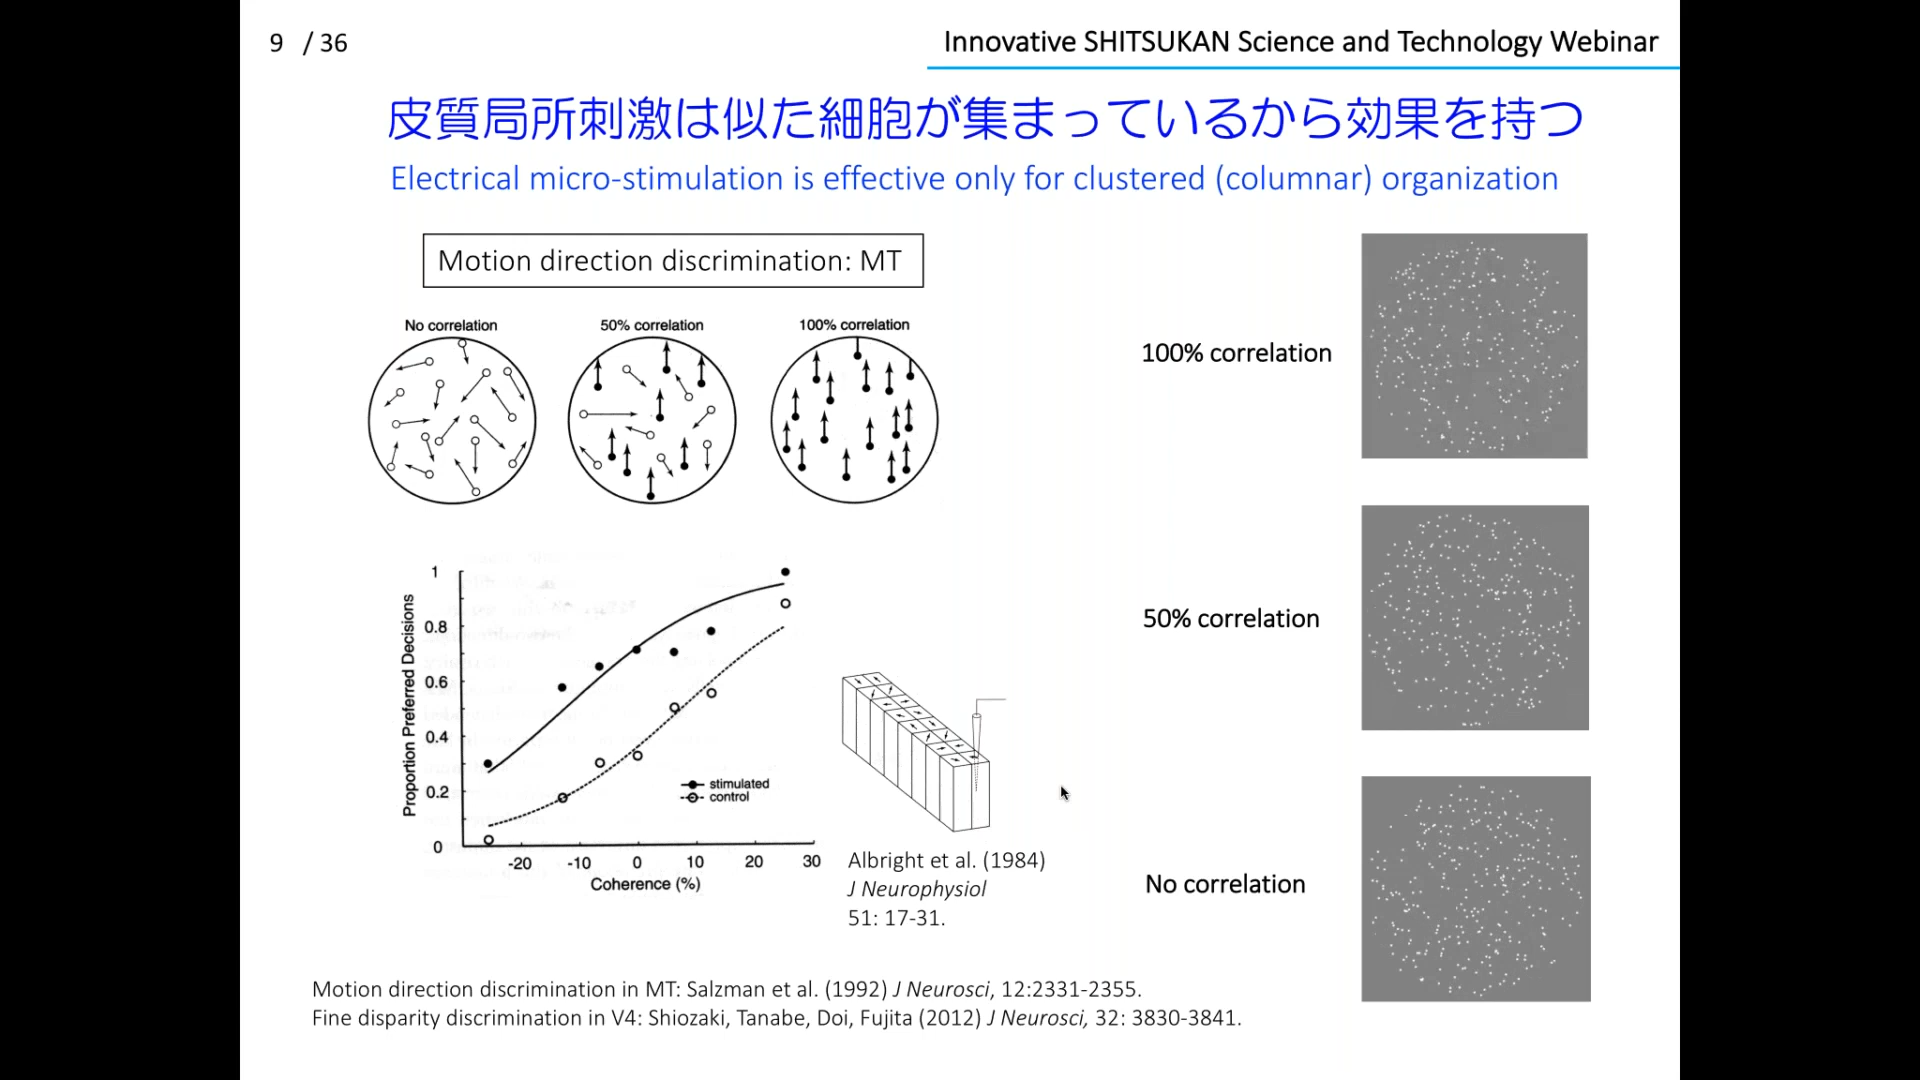 9 / 36
Innovative SHITSUKAN Science and Technology Webinar
皮質局所刺激は似た細胞が集まっているから効果を持つ
Electrical micro-stimulation is effective only for clustered (columnar) organization
Motion direction discrimination: MT
No correlation
50% correlation
100% correlation
100% correlation
50% correlation
No correlation
Proportion Preferred Decisions
1
0.8
0.6
0.4
0.2
0
stimulated
control
-20 -10 0 10 20 30
Coherence (%)
Albright et al. (1984)
J Neurophysiol
51: 17-31.
Motion direction discrimination in MT: Salzman et al. (1992) J Neurosci, 12:2331-2355.
Fine disparity discrimination in V4: Shiozaki, Tanabe, Doi, Fujita (2012) J Neurosci, 32: 3830-3841.